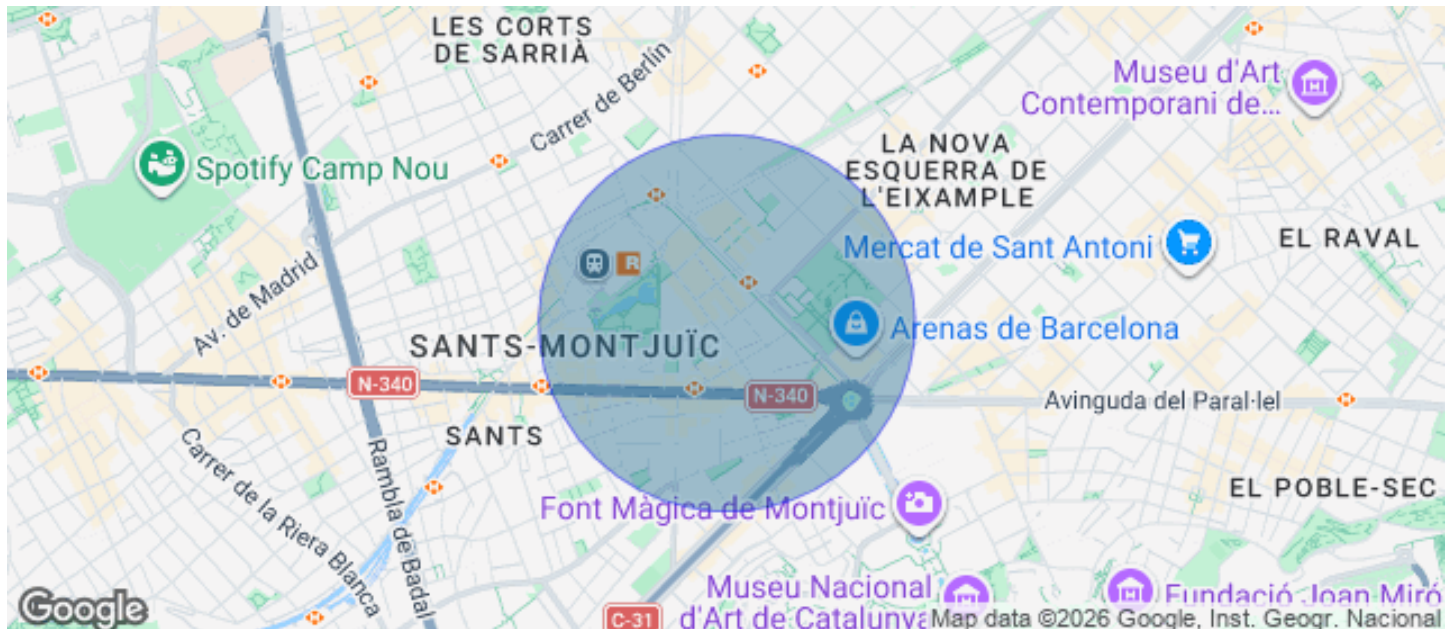 LES CORTS
DE SARRIÀ
Museu d'Art
Contemporani de...
Carrer de Berlín
LA NOVA
ESQUERRA DE
L'EIXAMPLE
Spotify Camp Nou
Mercat de Sant Antoni
EL RAVAL
R
Av. de Madrid
Arenas de Barcelona
SANTS-MONTJUÏC
N-340
N-340
Avinguda del Paral·lel
SANTS
Rambla de Badal
Carrer de la Riera Blanca
EL POBLE-SEC
Font Màgica de Montjuïc
Museu Nacional
d'Art de Catalunya
Fundació Joan Miró
C-31
Google
Map data ©2026 Google, Inst. Geogr. Nacional